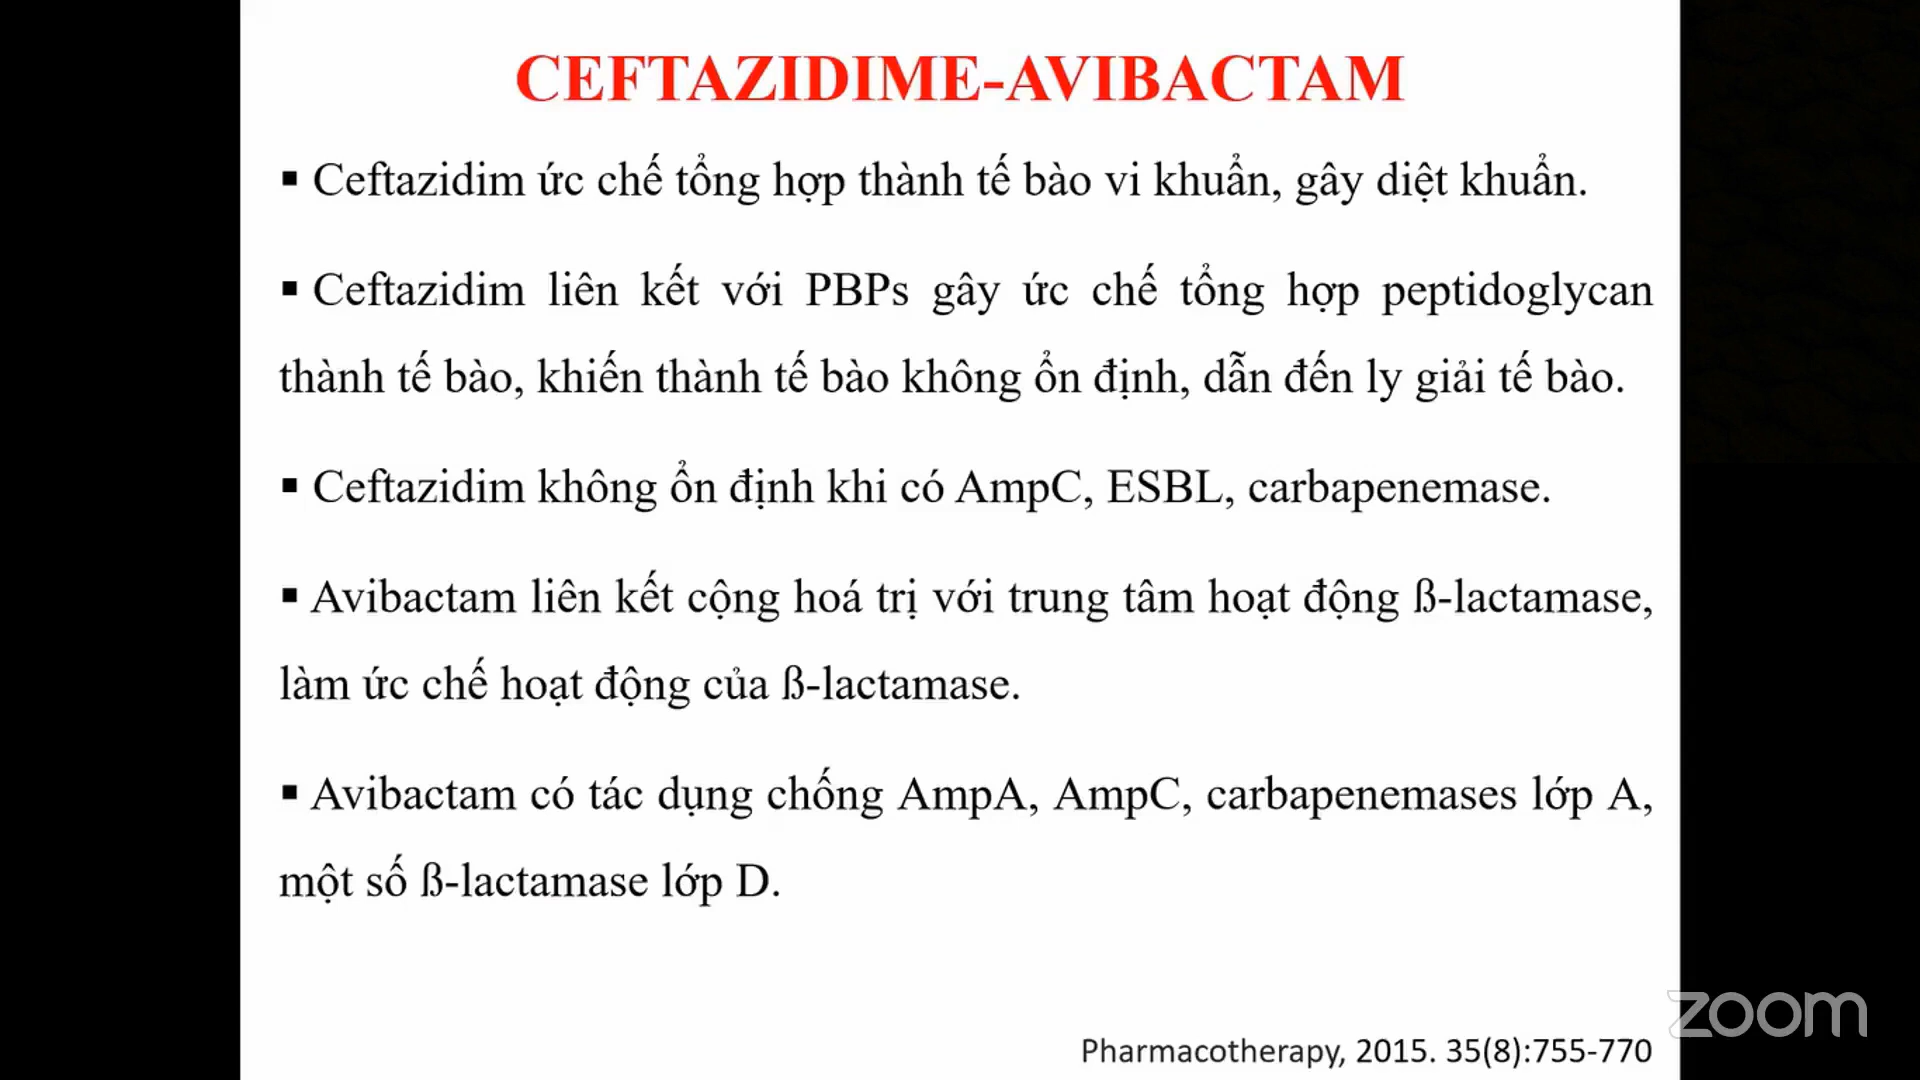 CEFTAZIDIME-AVIBACTAM
▪ Ceftazidim ức chế tổng hợp thành tế bào vi khuẩn, gây diệt khuẩn.
▪ Ceftazidim liên kết với PBPs gây ức chế tổng hợp peptidoglycan
thành tế bào, khiến thành tế bào không ổn định, dẫn đến ly giải tế bào.
▪ Ceftazidim không ổn định khi có AmpC, ESBL, carbapenemase.
▪ Avibactam liên kết cộng hoá trị với trung tâm hoạt động ß-lactamase,
làm ức chế hoạt động của ß-lactamase.
▪ Avibactam có tác dụng chống AmpA, AmpC, carbapenemases lớp A,
một số ß-lactamase lớp D.
zoom
Pharmacotherapy, 2015. 35(8):755-770